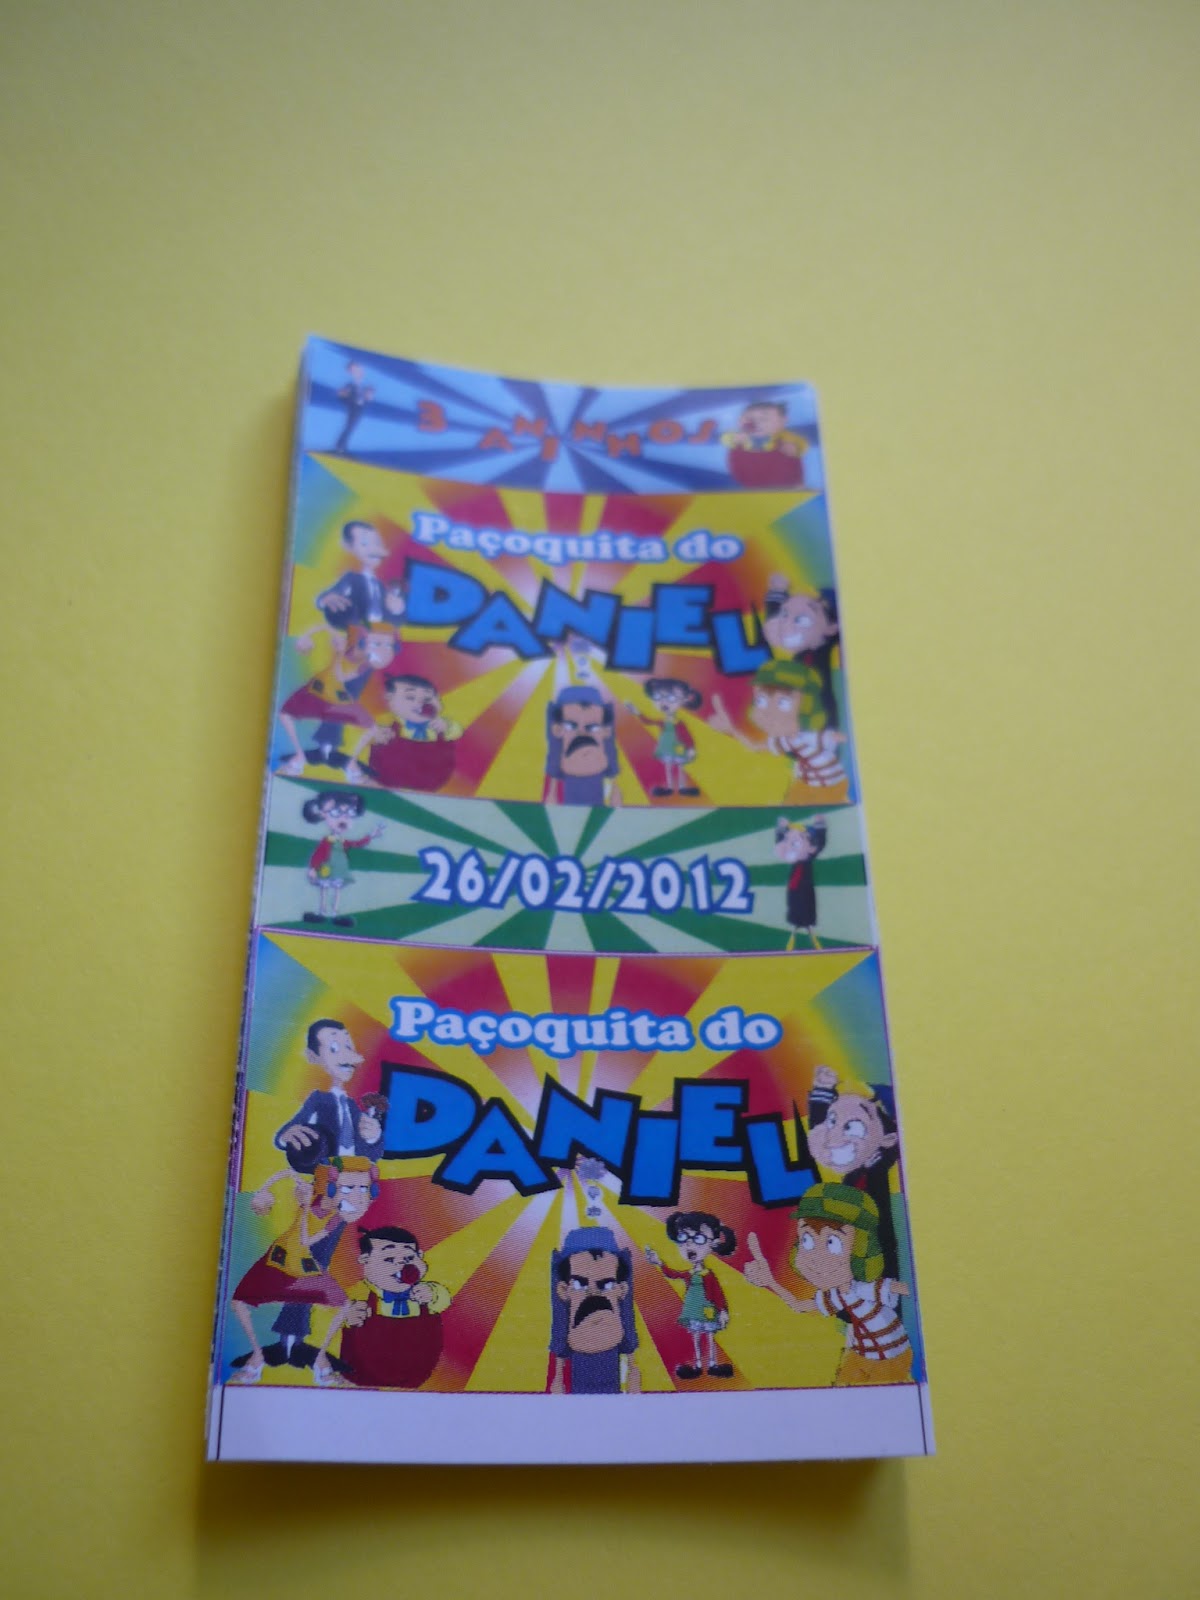 3 ANINHOS
Paçoquita do
DANIEL
26/02/2012
Paçoquita do
DANIEL